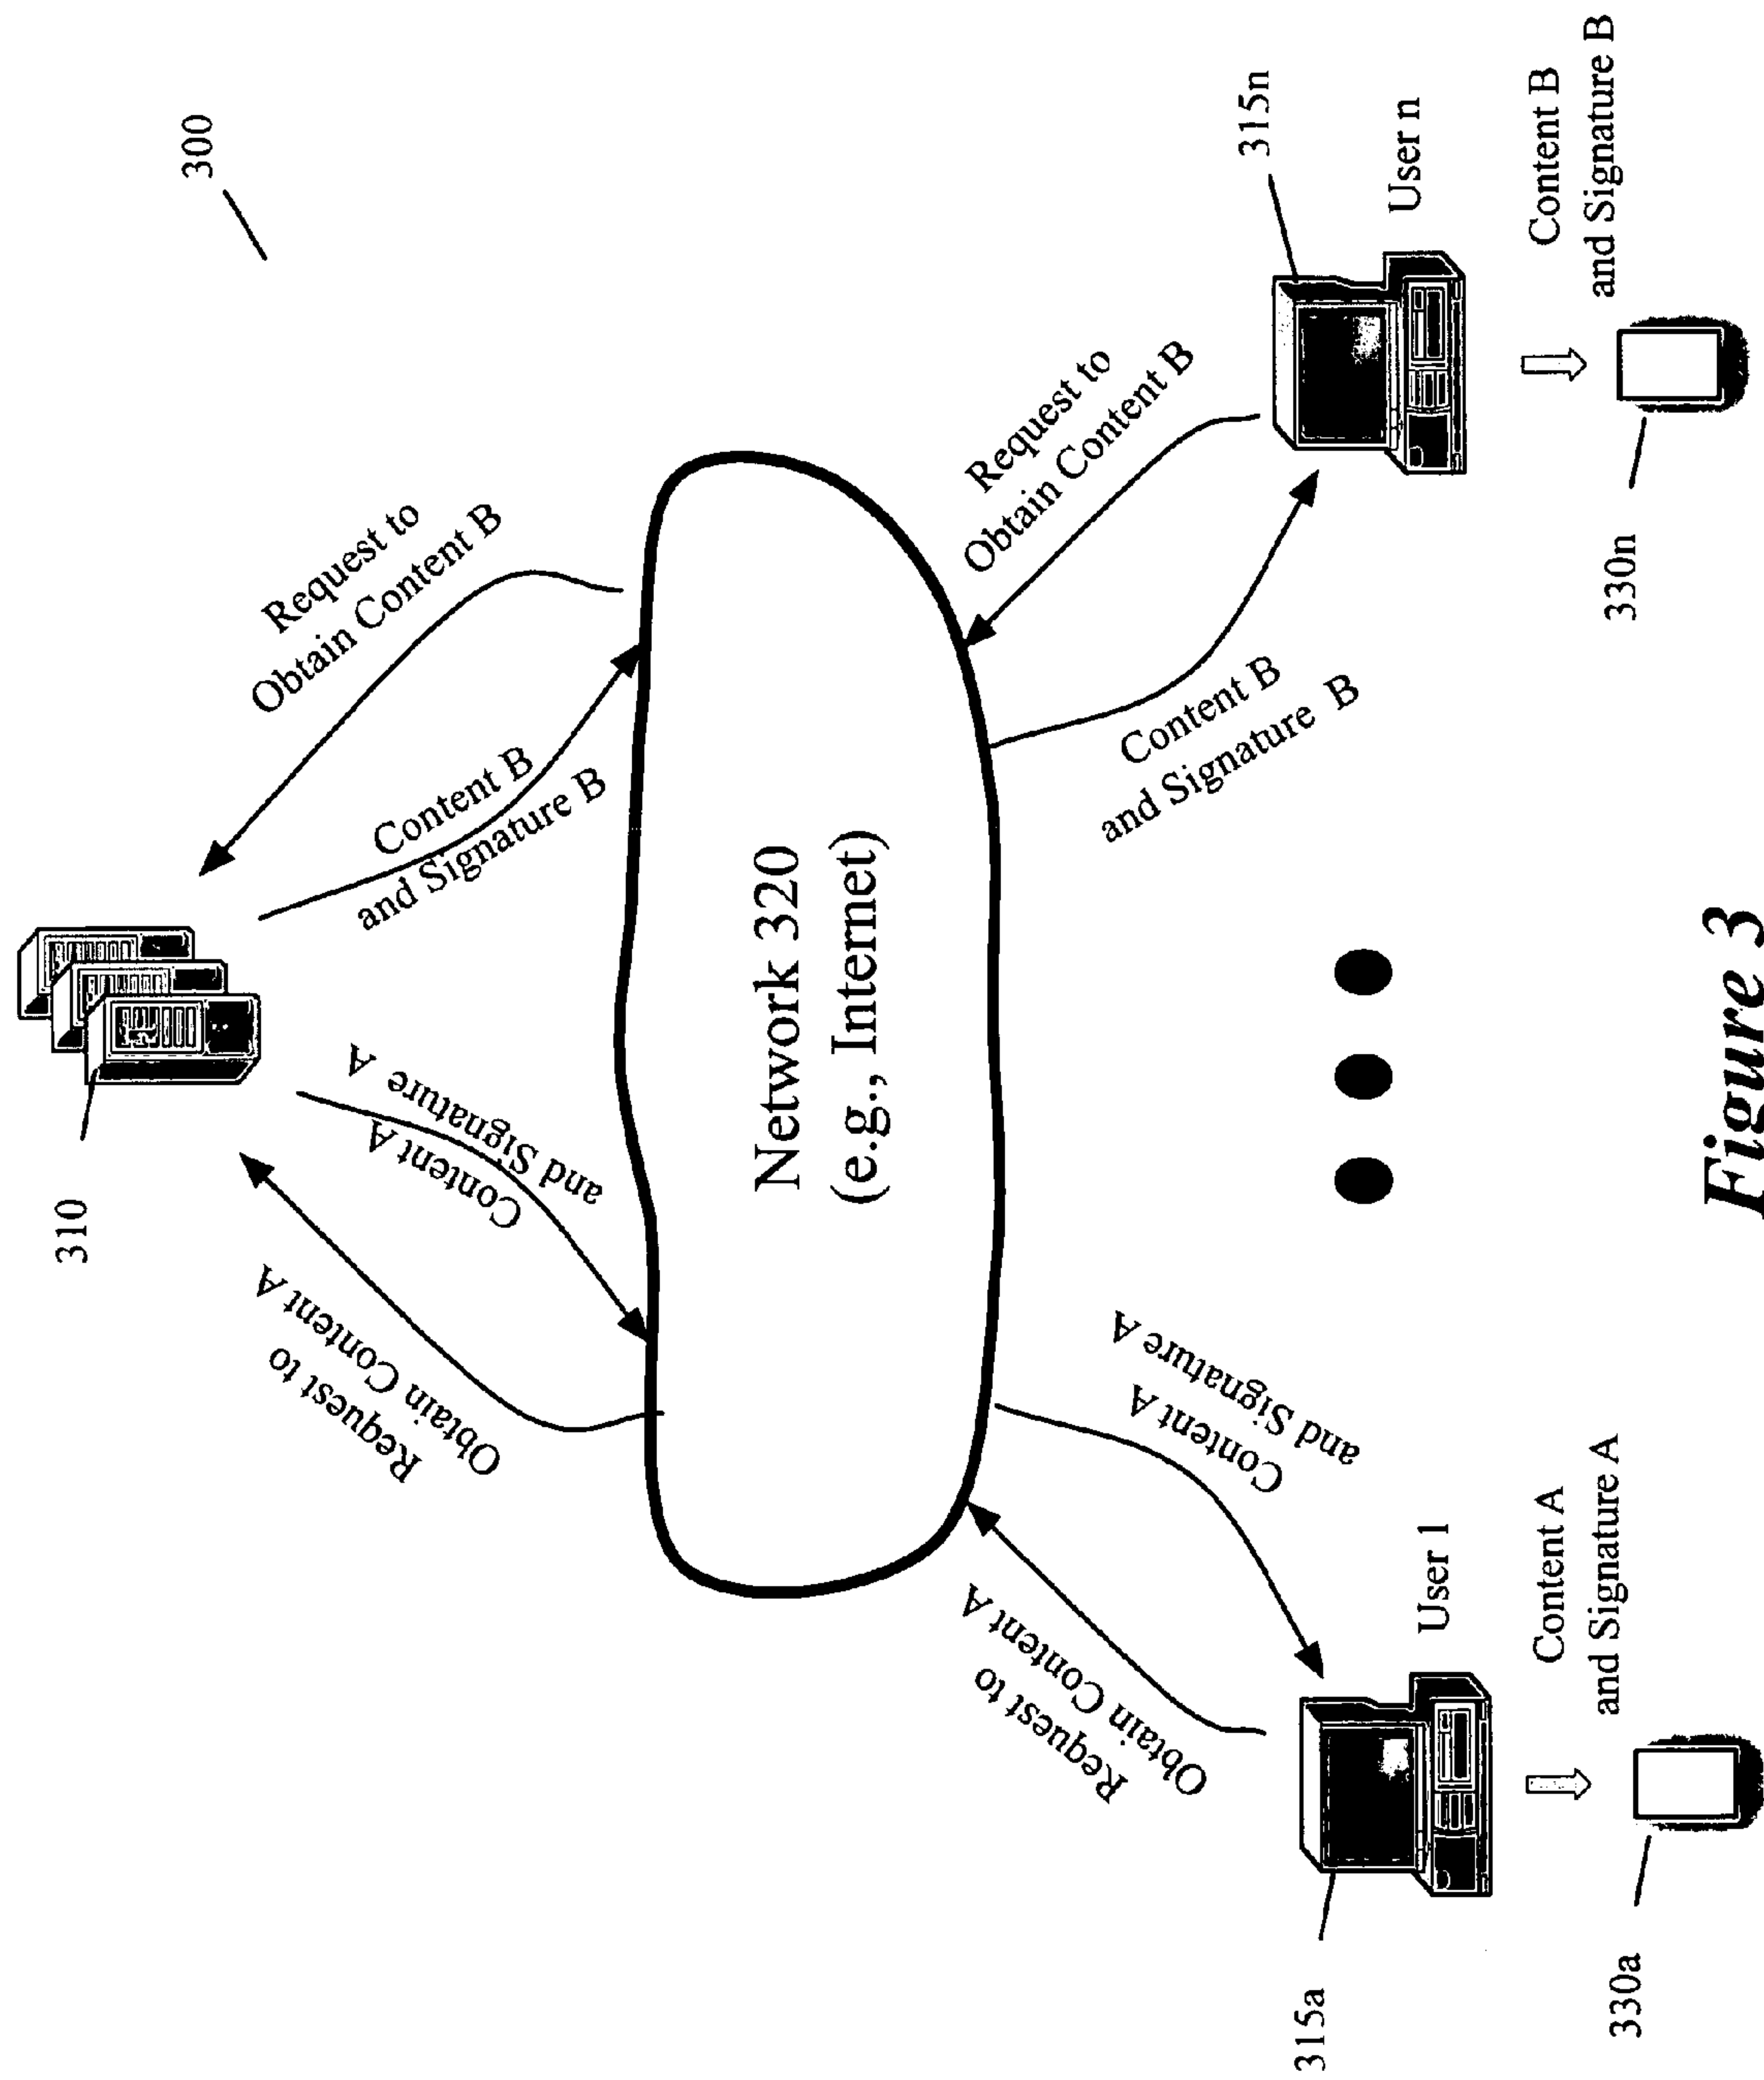 300
310
Request to
Obtain Content A
Content A
and Signature A
Content B
and Signature B
Request to
Obtain Content B
Network 320
(e.g., Internet)
Request to
Obtain Content A
Content A
and Signature A
Content B
and Signature B
Request to
Obtain Content B
315a
User 1
315n
User n
330a
Content A
and Signature A
330n
Content B
and Signature B
Figure 3